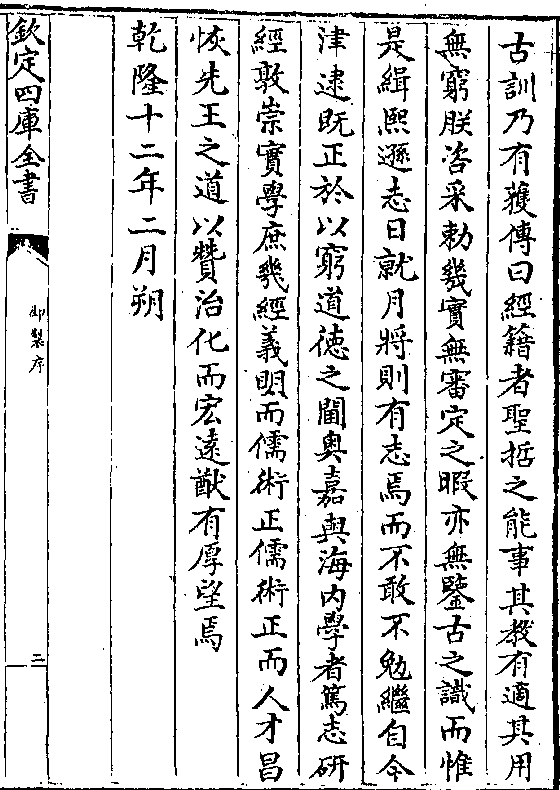 古訓乃有獲傳曰經籍者聖哲之能事其教有適其用
無窮朕咨采勅幾實無審定之暇亦無鑒古之識而惟
是緝熙遜志日就月將則有志焉而不敢不勉繼自今
津逮既正於以窮道徳之閫奥嘉與海内學者篤志研
經敦崇實學庶幾經義眀而儒術正儒術正而人才昌
恢先王之道以贊治化而宏遠猷有厚望焉
乾隆十二年二月朔
欽定四庫全書
御製序
三